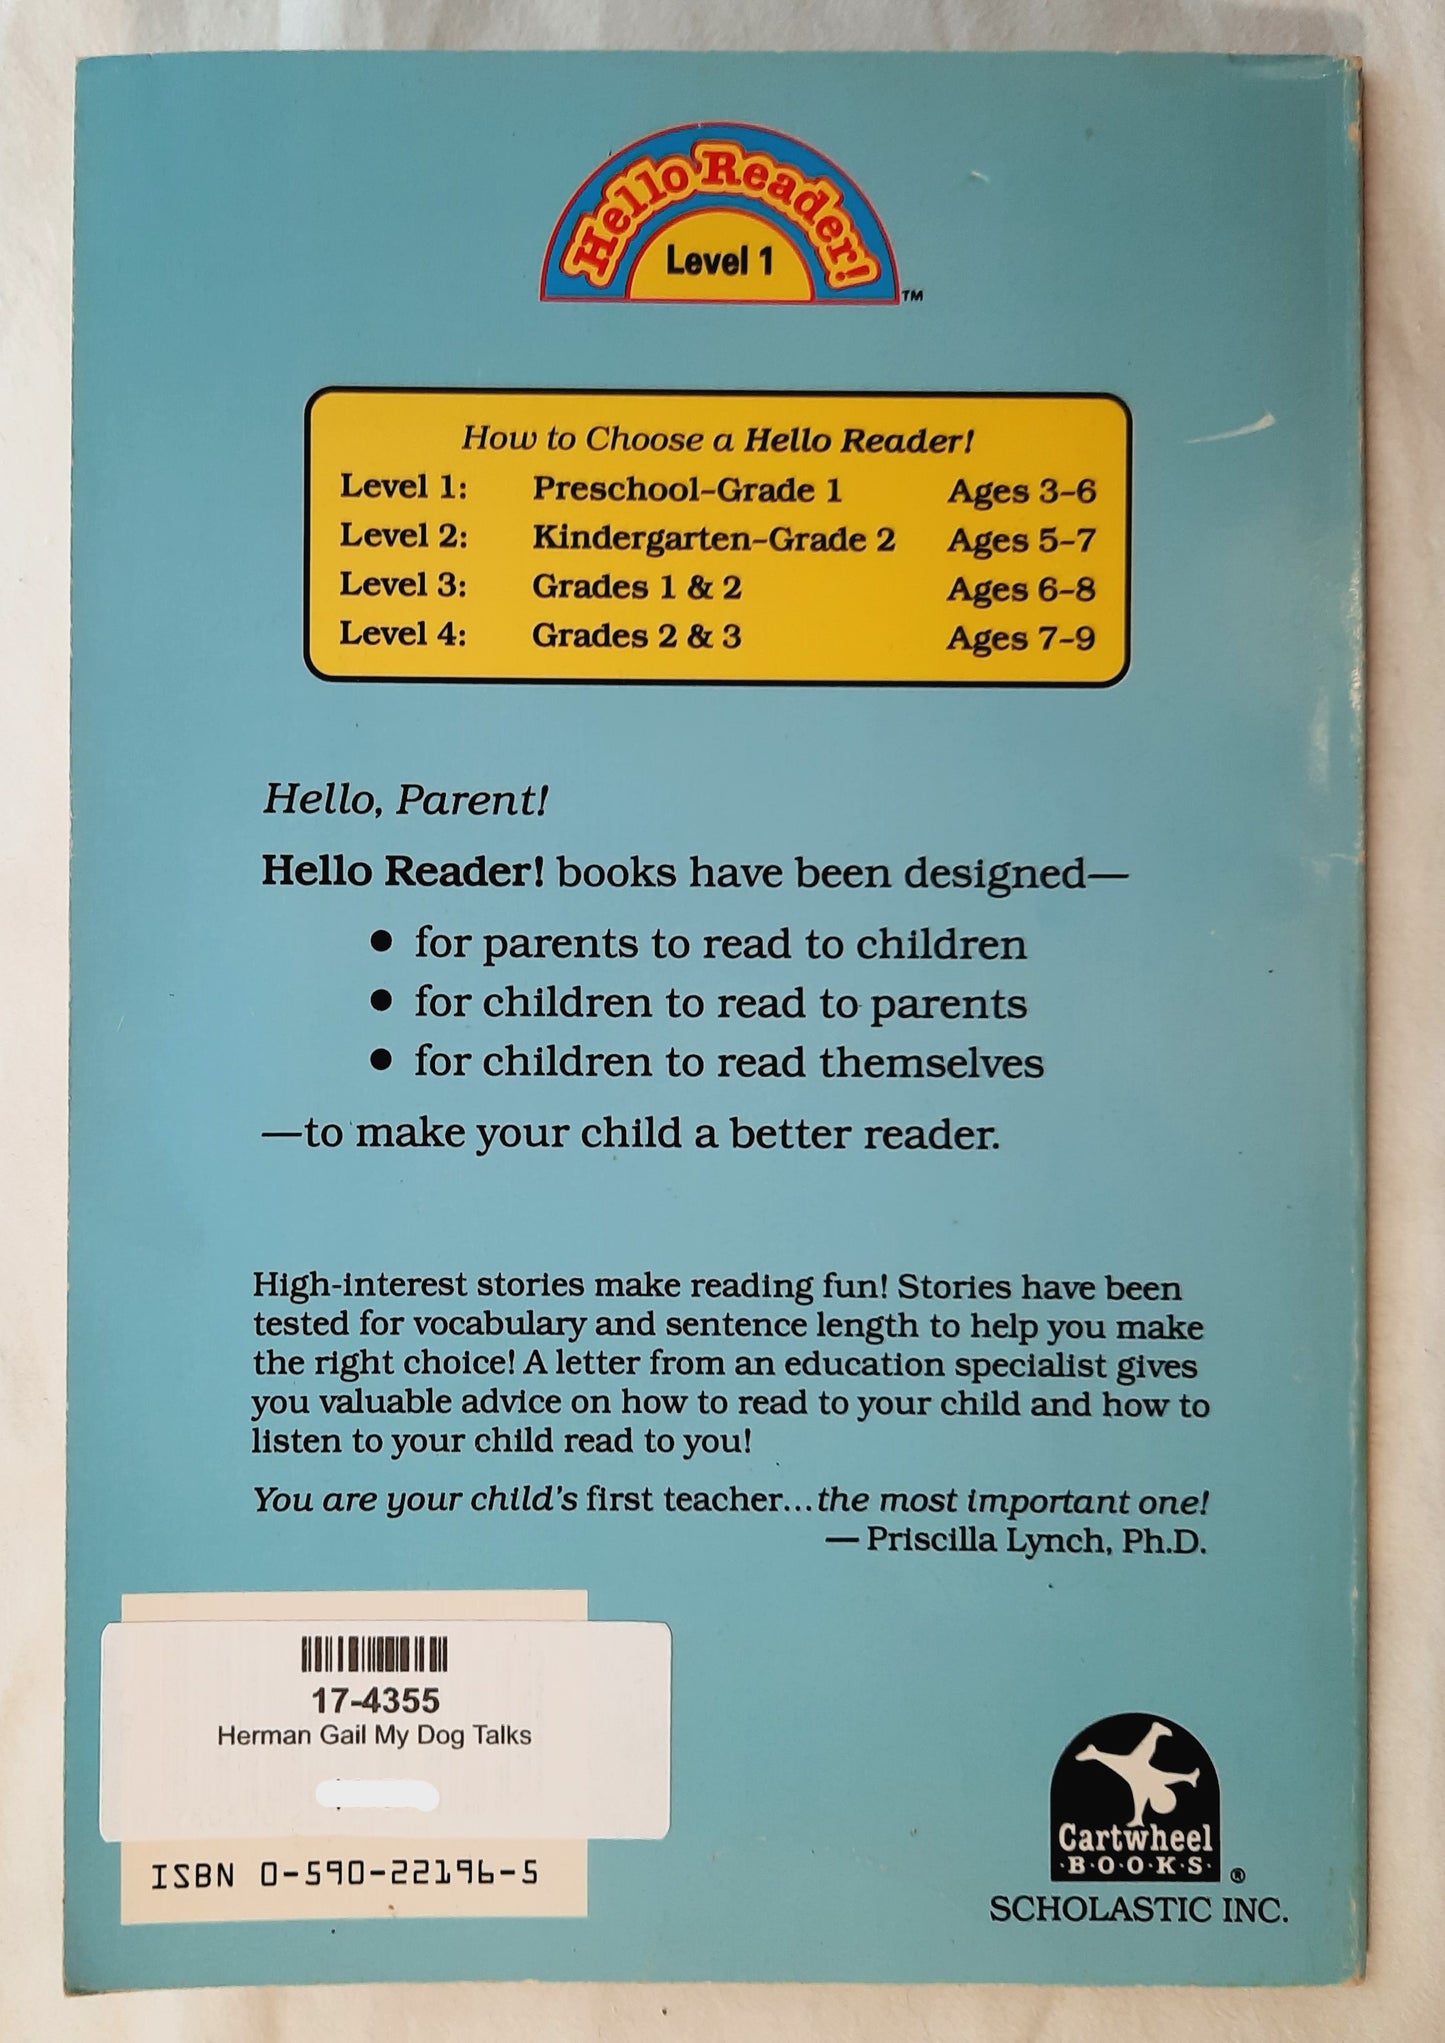 Hello Reader!
Level 1
TM
How to Choose a Hello Reader!
Level 1: Preschool–Grade 1 Ages 3–6
Level 2: Kindergarten–Grade 2 Ages 5–7
Level 3: Grades 1 & 2 Ages 6–8
Level 4: Grades 2 & 3 Ages 7–9
Hello, Parent!
Hello Reader! books have been designed—
● for parents to read to children
● for children to read to parents
● for children to read themselves
—to make your child a better reader.
High-interest stories make reading fun! Stories have been
tested for vocabulary and sentence length to help you make
the right choice! A letter from an education specialist gives
you valuable advice on how to read to your child and how to
listen to your child read to you!
You are your child's first teacher...the most important one!
— Priscilla Lynch, Ph.D.
17-4355
Herman Gail My Dog Talks
ISBN 0-590-22196-5
Cartwheel
·B·O·O·K·S·
®
SCHOLASTIC INC.